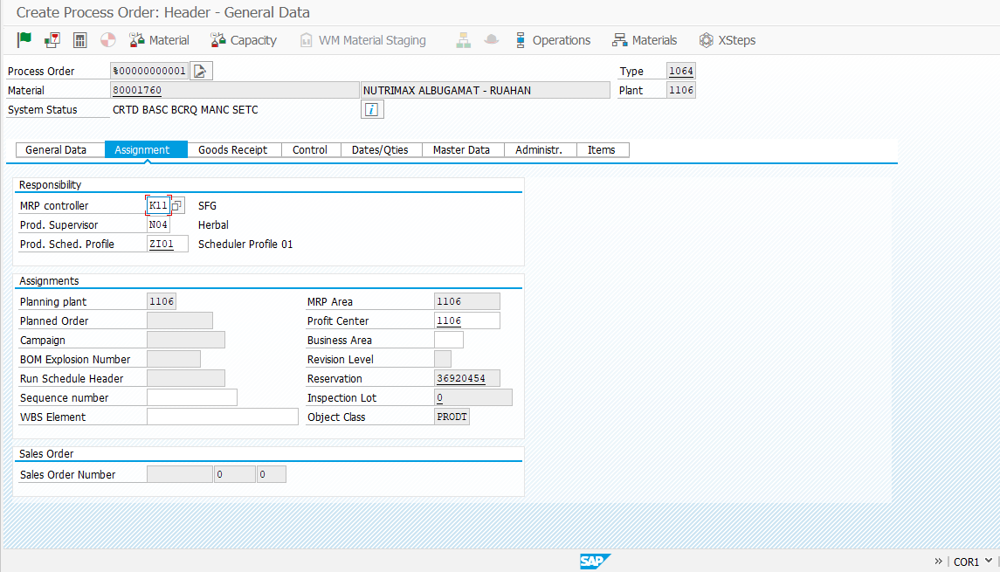 Create Process Order: Header - General Data
Material Capacity WM Material Staging Operations Materials XSteps
Process Order %00000000001 Type 1064
Material 80001760 NUTRIMAX ALBUGAMAT - RUAHAN Plant 1106
System Status CRTD BASC BCRQ MANC SETC
General Data Assignment Goods Receipt Control Dates/Qties Master Data Administr. Items
Responsibility
MRP controller K11 SFG
Prod. Supervisor N04 Herbal
Prod. Sched. Profile ZI01 Scheduler Profile 01
Assignments
Planning plant 1106 MRP Area 1106
Planned Order Profit Center 1106
Campaign Business Area
BOM Explosion Number Revision Level
Run Schedule Header Reservation 36920454
Sequence number Inspection Lot 0
WBS Element Object Class PRODT
Sales Order
Sales Order Number 0 0
SAP COR1